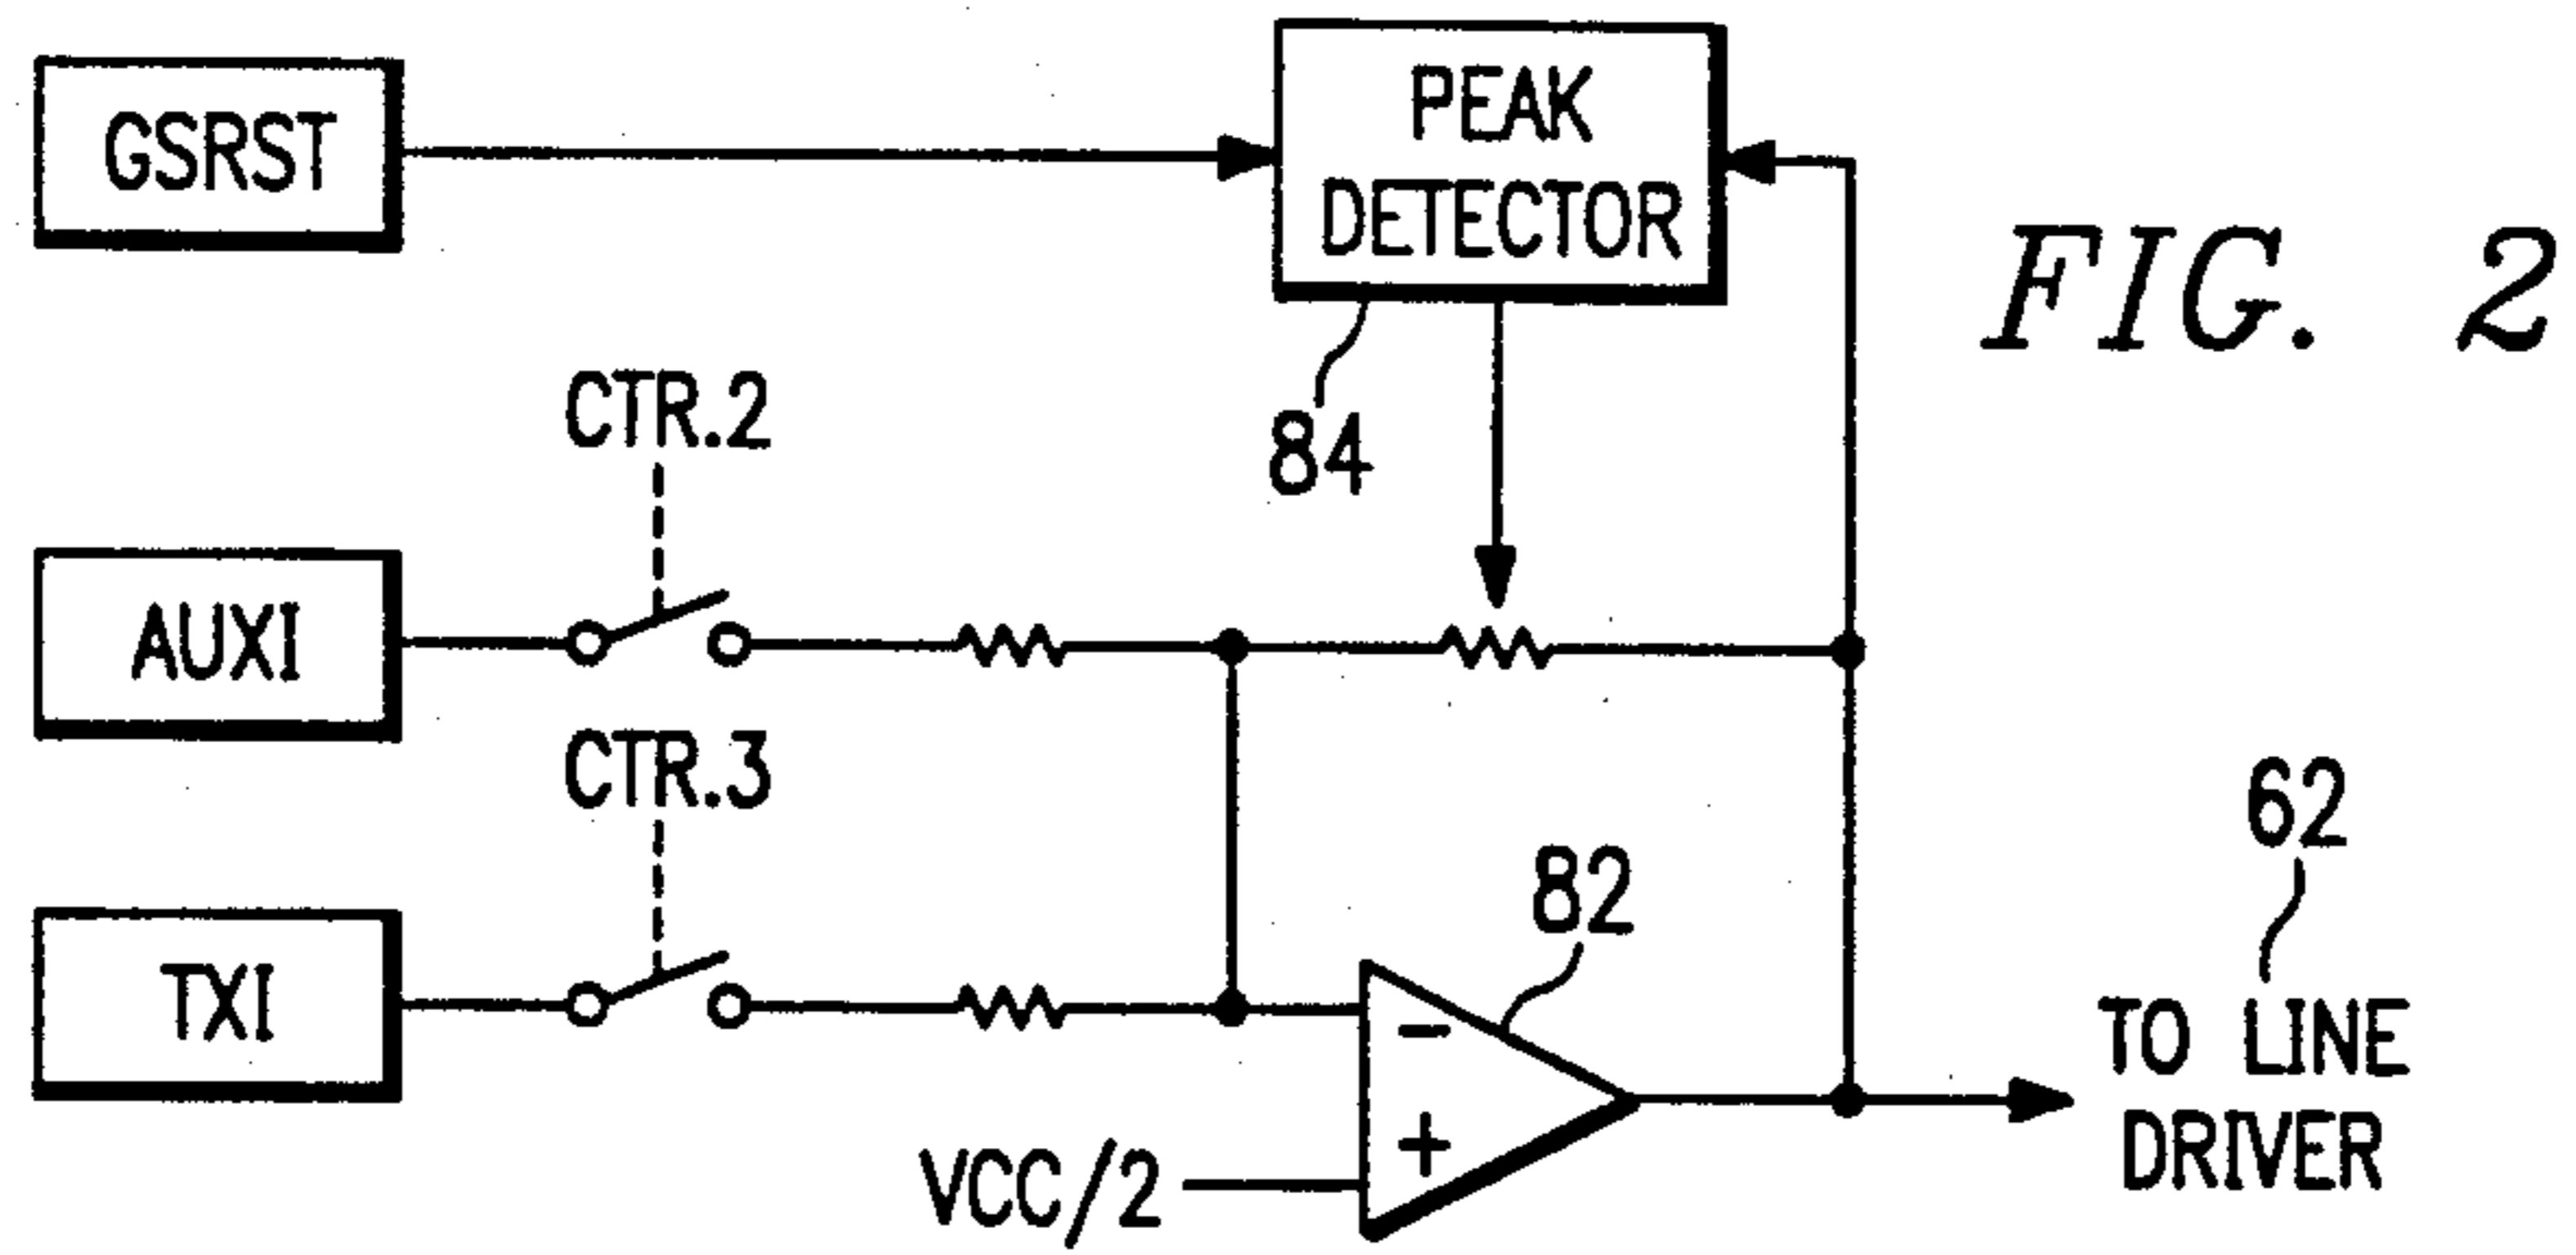 GSRST
PEAK
DETECTOR
FIG. 2
84
CTR.2
AUXI
CTR.3
62
82
TXI
-
+
TO LINE
DRIVER
VCC/2